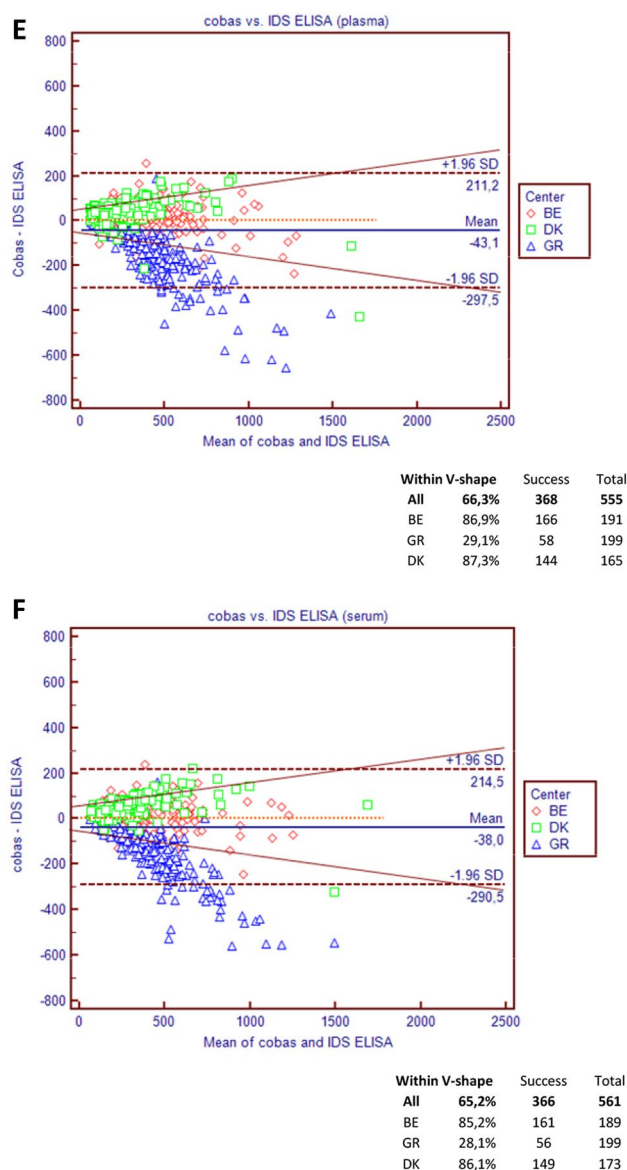 E
cobas vs. IDS ELISA (plasma)
800
600
400
200
0
-200
-400
-600
-800
Cobas - IDS ELISA
+1.96 SD
211,2
Mean
-43,1
-1.96 SD
-297,5
Center
BE
DK
GR
0 500 1000 1500 2000 2500
Mean of cobas and IDS ELISA
Within V-shape Success Total
All 66,3% 368 555
BE 86,9% 166 191
GR 29,1% 58 199
DK 87,3% 144 165
F
cobas vs. IDS ELISA (serum)
800
600
400
200
0
-200
-400
-600
-800
cobas - IDS ELISA
+1.96 SD
214,5
Mean
-38,0
-1.96 SD
-290,5
Center
BE
DK
GR
0 500 1000 1500 2000 2500
Mean of cobas and IDS ELISA
Within V-shape Success Total
All 65,2% 366 561
BE 85,2% 161 189
GR 28,1% 56 199
DK 86,1% 149 173